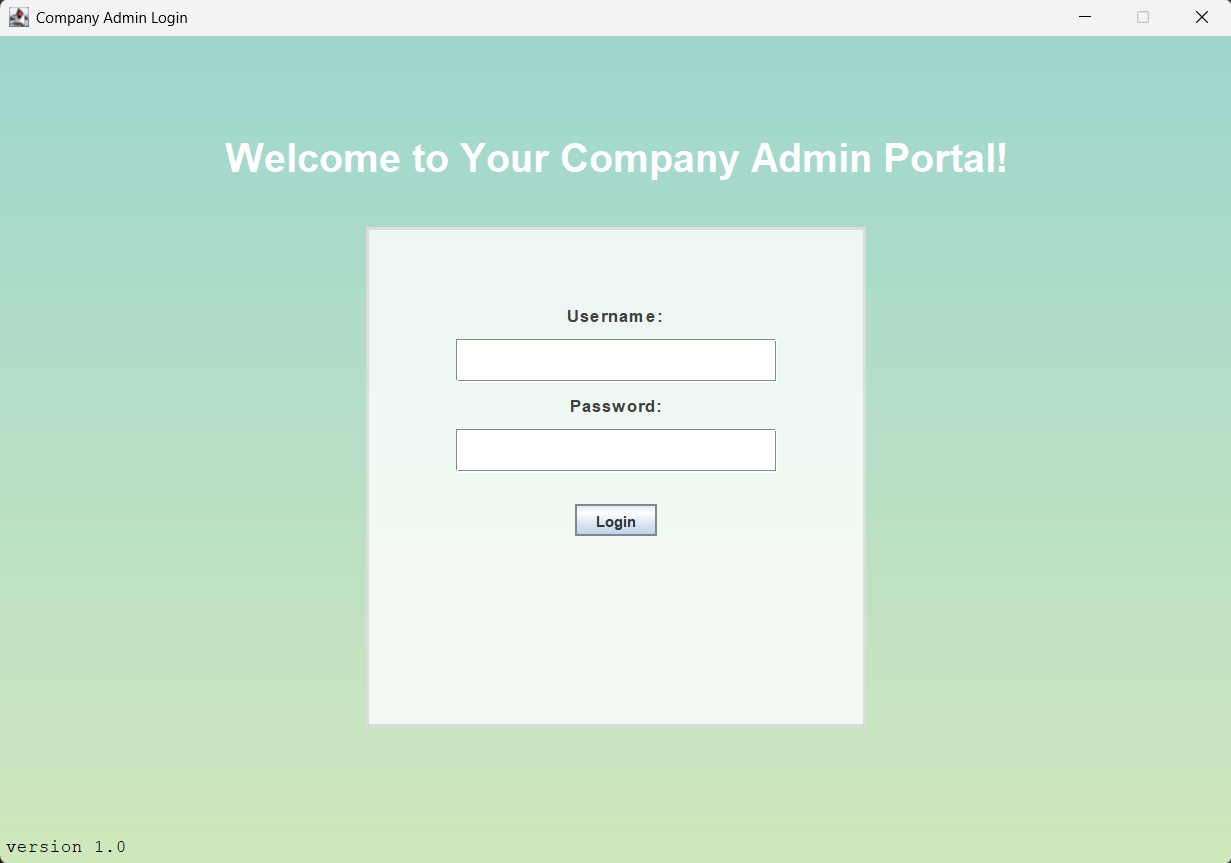 Company Admin Login
Welcome to Your Company Admin Portal!
Username:
Password:
Login
version 1.0